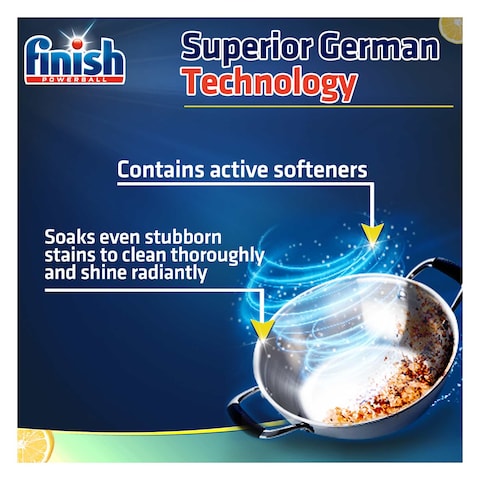 finish
POWERBALL
Superior German
Technology
Contains active softeners
Soaks even stubborn
stains to clean thoroughly
and shine radiantly